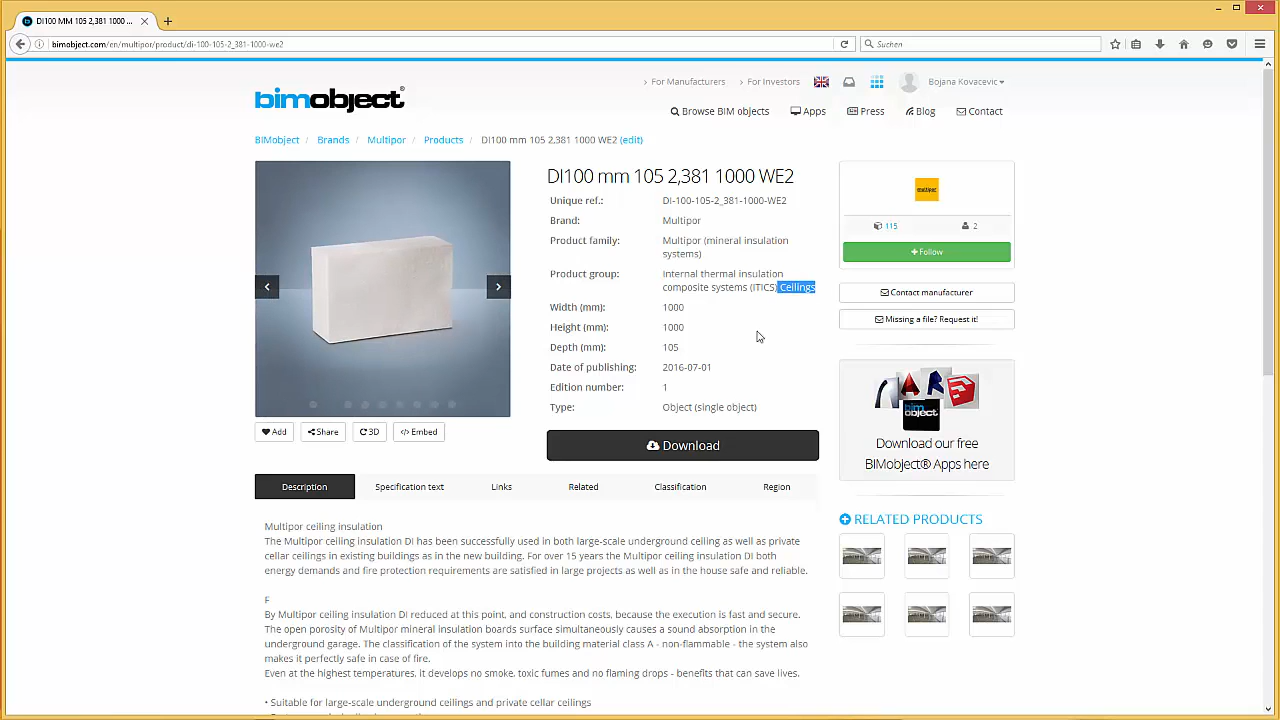 DI100 MM 105 2,381 1000 ...
bimobject.com/en/multipor/product/di-100-105-2_381-1000-we2
Suchen
For Manufacturers
For Investors
Bojana Kovacevic
bimobject®
Browse BIM objects
Apps
Press
Blog
Contact
BIMobject / Brands / Multipor / Products / DI100 mm 105 2,381 1000 WE2 (edit)
DI100 mm 105 2,381 1000 WE2
Unique ref.: DI-100-105-2_381-1000-WE2
Brand: Multipor
Product family: Multipor (mineral insulation
systems)
Product group: Internal thermal insulation
composite systems (ITICS) Ceilings
Width (mm): 1000
Height (mm): 1000
Depth (mm): 105
Date of publishing: 2016-07-01
Edition number: 1
Type: Object (single object)
Download
Add
Share
3D
</> Embed
multipor
115
2
+ Follow
Contact manufacturer
Missing a file? Request it!
bim
object
Download our free
BIMobject® Apps here
RELATED PRODUCTS
Description
Specification text
Links
Related
Classification
Region
Multipor ceiling insulation
The Multipor ceiling insulation DI has been successfully used in both large-scale underground ceiling as well as private
cellar ceilings in existing buildings as in the new building. For over 15 years the Multipor ceiling insulation DI both
energy demands and fire protection requirements are satisfied in large projects as well as in the house safe and reliable.
F
By Multipor ceiling insulation DI reduced at this point, and construction costs, because the execution is fast and secure.
The open porosity of Multipor mineral insulation boards surface simultaneously causes a sound absorption in the
underground garage. The classification of the system into the building material class A - non-flammable - the system also
makes it perfectly safe in case of fire.
Even at the highest temperatures, it develops no smoke, toxic fumes and no flaming drops - benefits that can save lives.
• Suitable for large-scale underground ceilings and private cellar ceilings